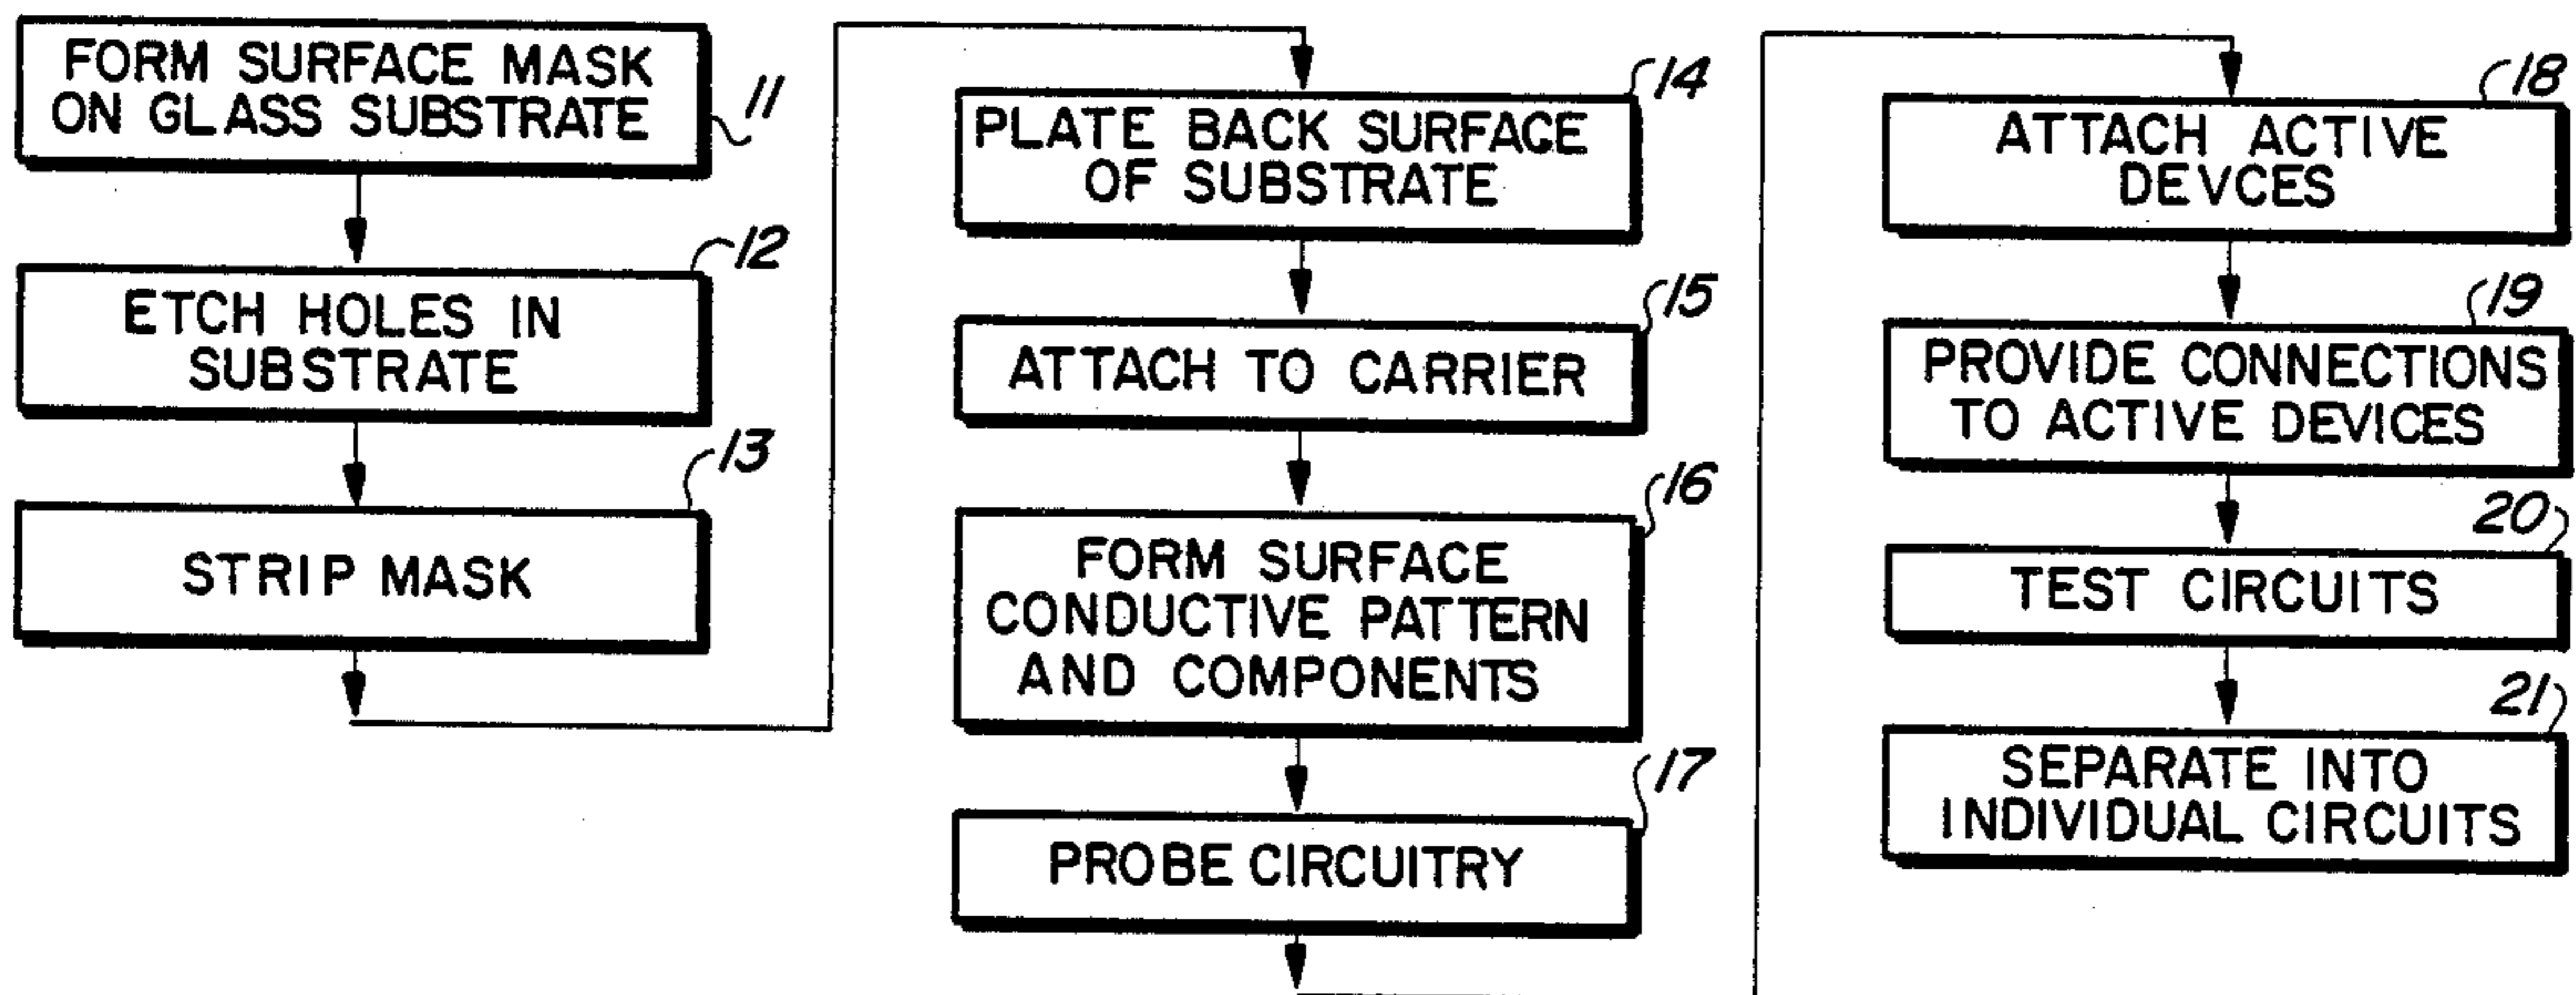 FORM SURFACE MASK
ON GLASS SUBSTRATE
11
12
ETCH HOLES IN
SUBSTRATE
13
STRIP MASK
14
PLATE BACK SURFACE
OF SUBSTRATE
15
ATTACH TO CARRIER
16
FORM SURFACE
CONDUCTIVE PATTERN
AND COMPONENTS
17
PROBE CIRCUITRY
18
ATTACH ACTIVE
DEVCES
19
PROVIDE CONNECTIONS
TO ACTIVE DEVICES
20
TEST CIRCUITS
21
SEPARATE INTO
INDIVIDUAL CIRCUITS